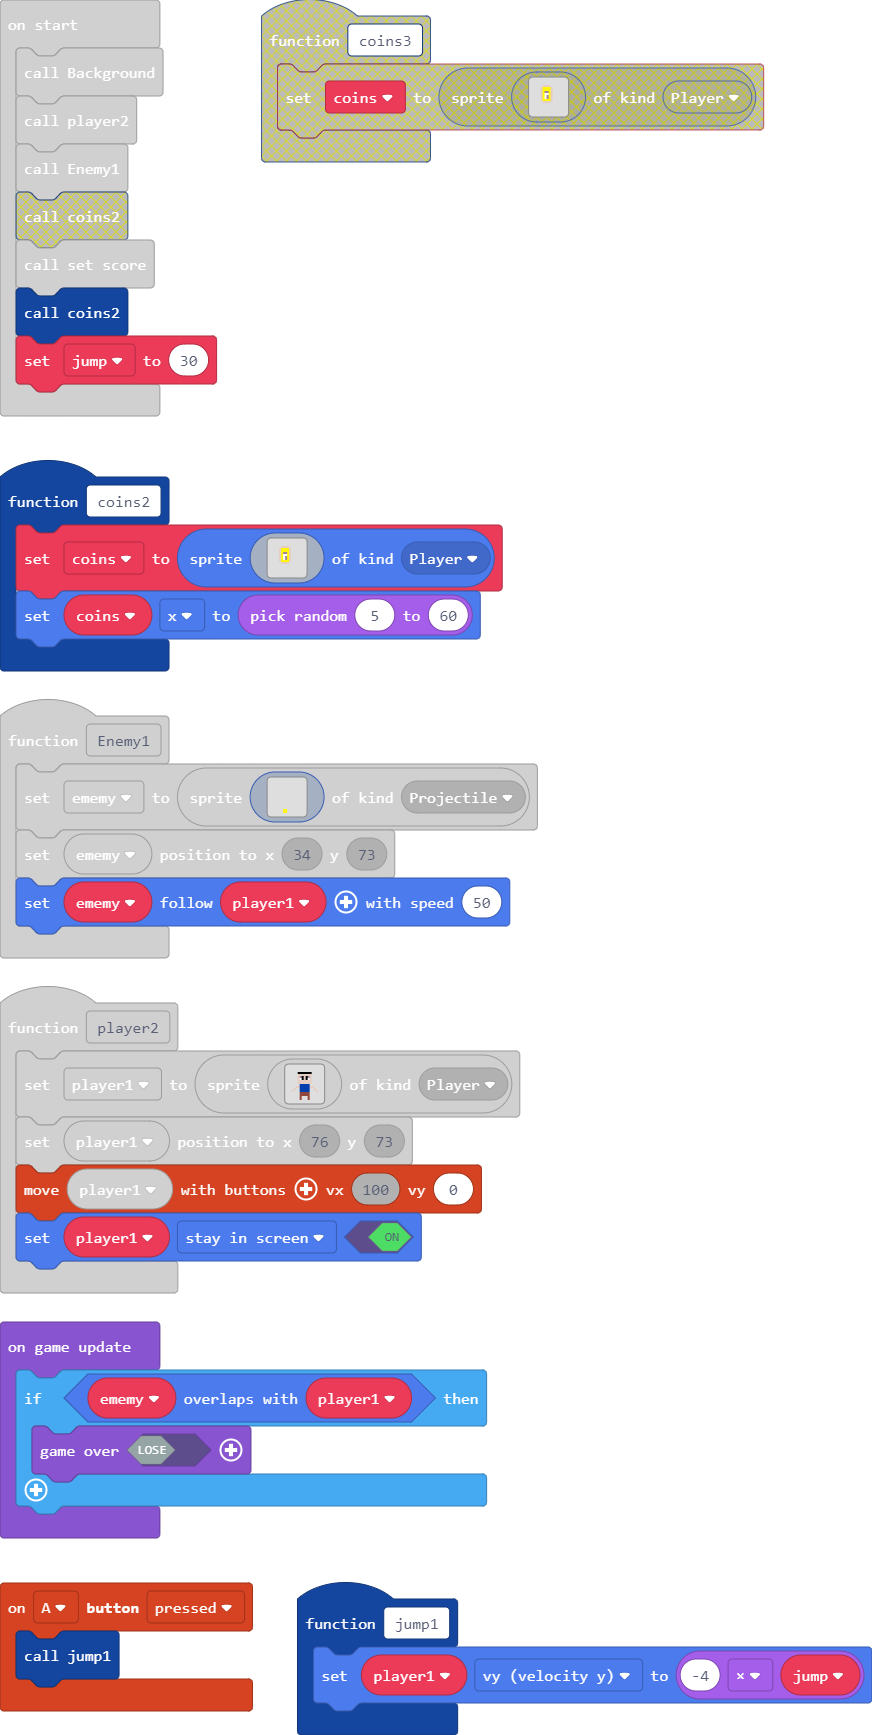 on start
call Background
call player2
call Enemy1
call coins2
call set score
call coins2
set jump to 30
function coins3
set coins to sprite of kind Player
function coins2
set coins to sprite of kind Player
set coins x to pick random 5 to 60
function Enemy1
set ememy to sprite of kind Projectile
set ememy position to x 34 y 73
set ememy follow player1 with speed 50
function player2
set player1 to sprite of kind Player
set player1 position to x 76 y 73
move player1 with buttons vx 100 vy 0
set player1 stay in screen ON
on game update
if ememy overlaps with player1 then
game over LOSE
on A button pressed
call jump1
function jump1
set player1 vy (velocity y) to -4 × jump